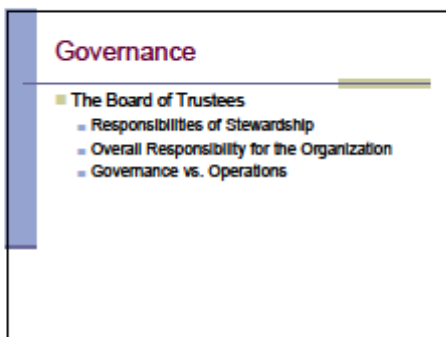 Governance
The Board of Trustees
Responsibilities of Stewardship
Overall Responsibility for the Organization
Governance vs. Operations